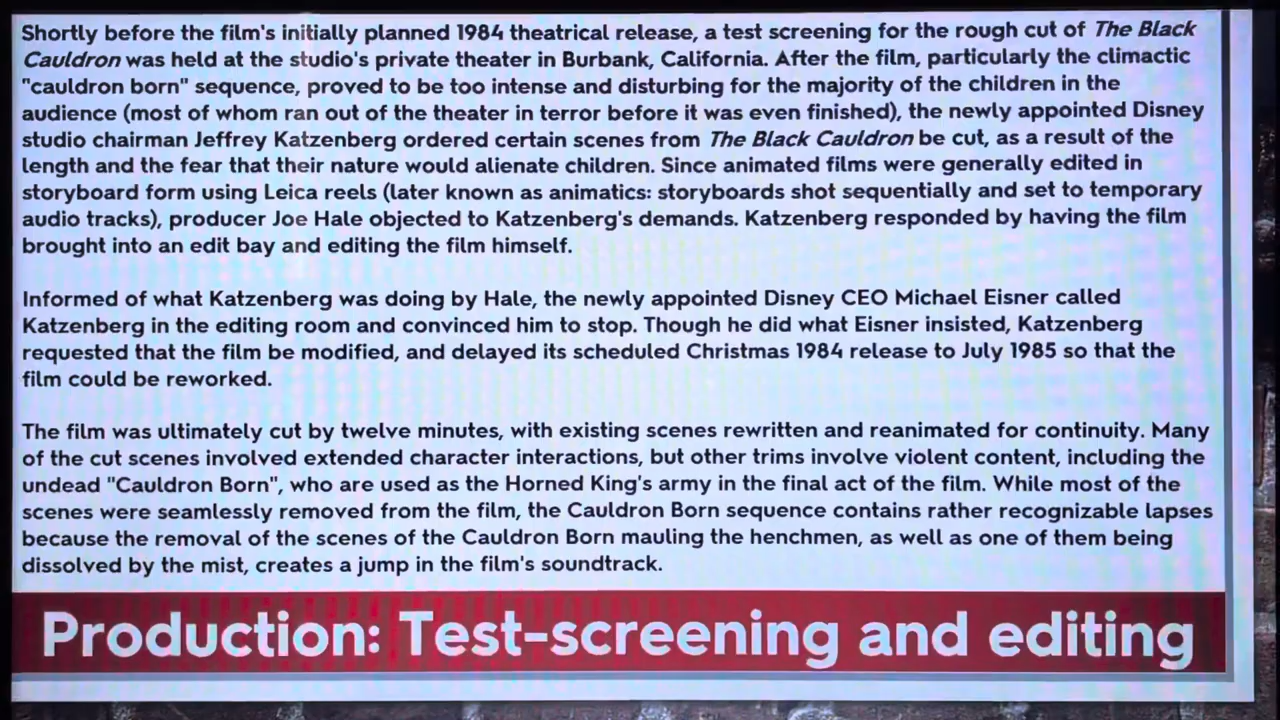 Shortly before the film's initially planned 1984 theatrical release, a test screening for the rough cut of The Black
Cauldron was held at the studio's private theater in Burbank, California. After the film, particularly the climactic
"cauldron born" sequence, proved to be too intense and disturbing for the majority of the children in the
audience (most of whom ran out of the theater in terror before it was even finished), the newly appointed Disney
studio chairman Jeffrey Katzenberg ordered certain scenes from The Black Cauldron be cut, as a result of the
length and the fear that their nature would alienate children. Since animated films were generally edited in
storyboard form using Leica reels (later known as animatics: storyboards shot sequentially and set to temporary
audio tracks), producer Joe Hale objected to Katzenberg's demands. Katzenberg responded by having the film
brought into an edit bay and editing the film himself.
Informed of what Katzenberg was doing by Hale, the newly appointed Disney CEO Michael Eisner called
Katzenberg in the editing room and convinced him to stop. Though he did what Eisner insisted, Katzenberg
requested that the film be modified, and delayed its scheduled Christmas 1984 release to July 1985 so that the
film could be reworked.
The film was ultimately cut by twelve minutes, with existing scenes rewritten and reanimated for continuity. Many
of the cut scenes involved extended character interactions, but other trims involve violent content, including the
undead "Cauldron Born", who are used as the Horned King's army in the final act of the film. While most of the
scenes were seamlessly removed from the film, the Cauldron Born sequence contains rather recognizable lapses
because the removal of the scenes of the Cauldron Born mauling the henchmen, as well as one of them being
dissolved by the mist, creates a jump in the film's soundtrack.
Production: Test-screening and editing